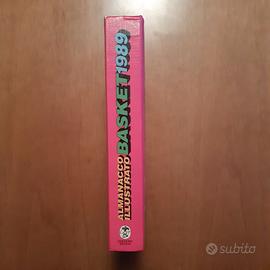 ALMANACCO
ILLUSTRATO
BASKET 1989
subito